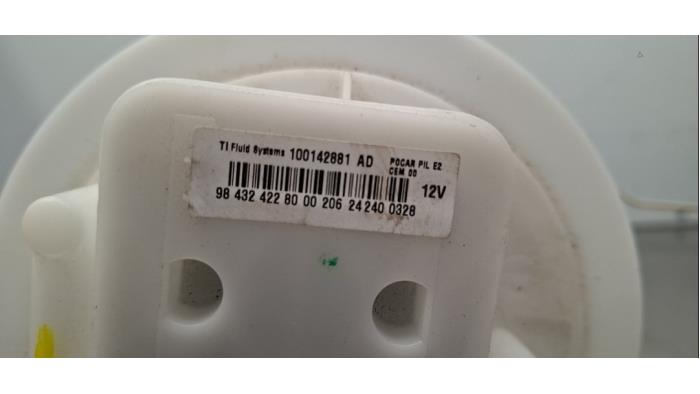 TI Fluid Systems 100142881 AD POCAR PIL E2
CEM 00
12V
98 432 422 80 00 206 24 240 0328